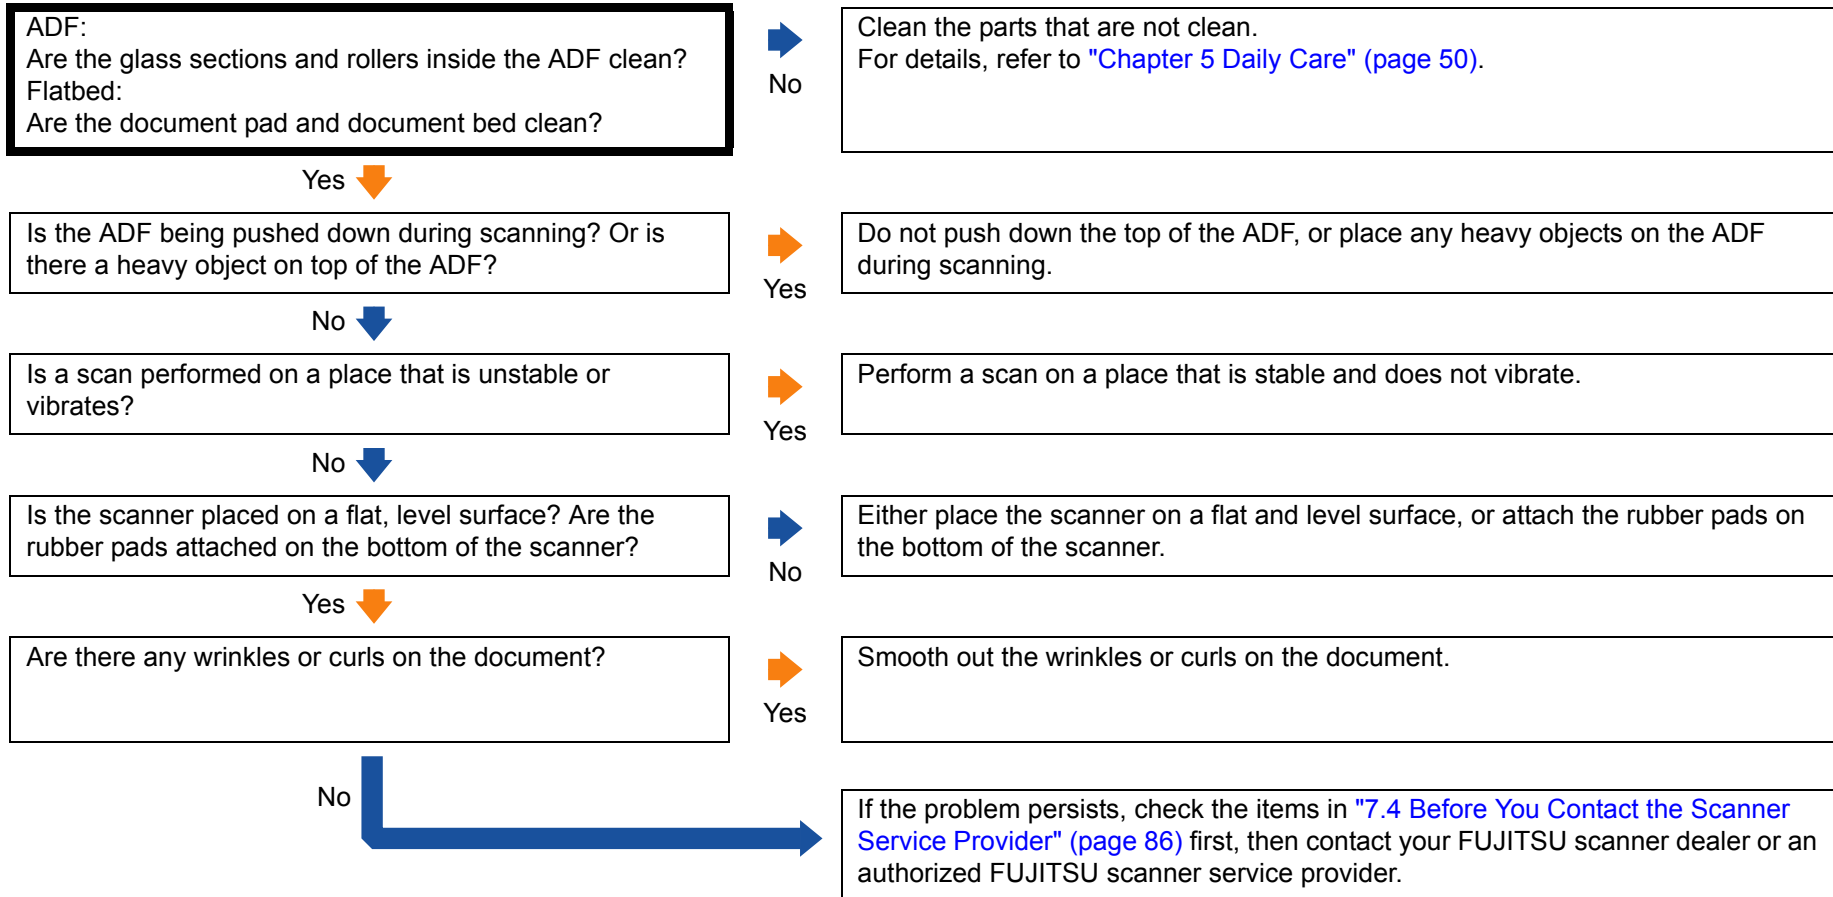 ADF:
Are the glass sections and rollers inside the ADF clean?
Flatbed:
Are the document pad and document bed clean?
No
Clean the parts that are not clean.
For details, refer to "Chapter 5 Daily Care" (page 50).
Yes
Is the ADF being pushed down during scanning? Or is
there a heavy object on top of the ADF?
Yes
Do not push down the top of the ADF, or place any heavy objects on the ADF
during scanning.
No
Is a scan performed on a place that is unstable or
vibrates?
Yes
Perform a scan on a place that is stable and does not vibrate.
No
Is the scanner placed on a flat, level surface? Are the
rubber pads attached on the bottom of the scanner?
No
Either place the scanner on a flat and level surface, or attach the rubber pads on
the bottom of the scanner.
Yes
Are there any wrinkles or curls on the document?
Yes
Smooth out the wrinkles or curls on the document.
No
If the problem persists, check the items in "7.4 Before You Contact the Scanner
Service Provider" (page 86) first, then contact your FUJITSU scanner dealer or an
authorized FUJITSU scanner service provider.